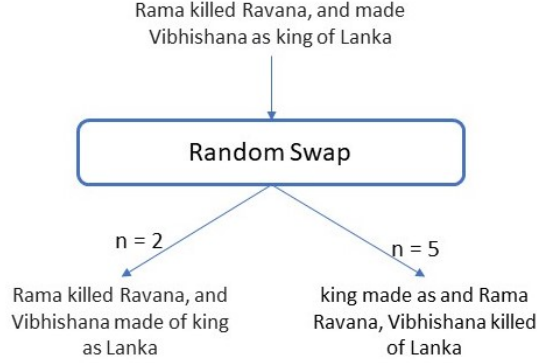 Rama killed Ravana, and made
Vibhishana as king of Lanka
Random Swap
n = 2
n = 5
Rama killed Ravana, and
Vibhishana made of king
as Lanka
king made as and Rama
Ravana, Vibhishana killed
of Lanka